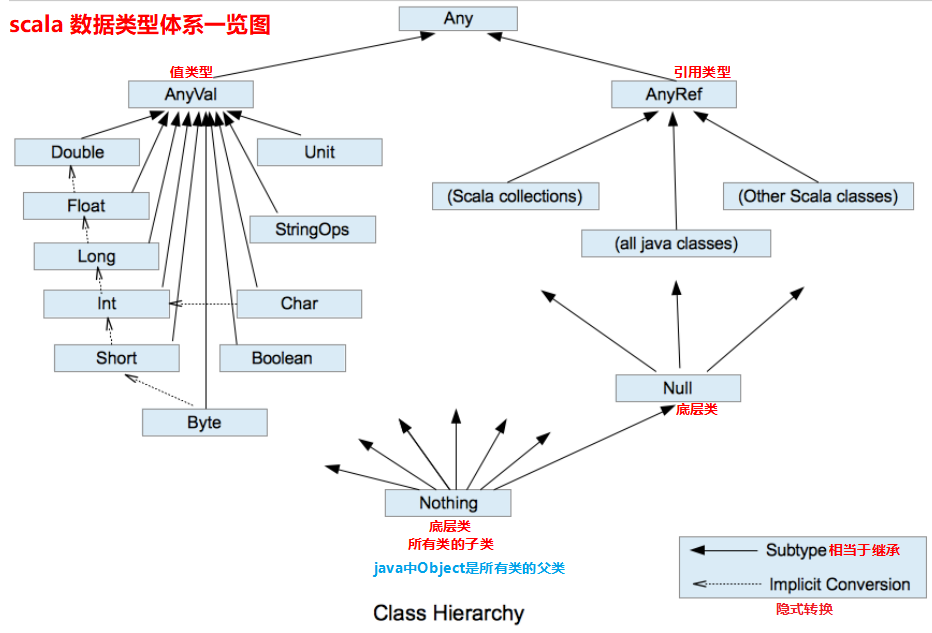 scala 数据类型体系一览图
Any
值类型
引用类型
AnyVal
AnyRef
Double
Unit
Float
(Scala collections)
(Other Scala classes)
StringOps
Long
(all java classes)
Int
Char
Short
Boolean
Null
底层类
Byte
Nothing
底层类
所有类的子类
java中Object是所有类的父类
Subtype相当于继承
Implicit Conversion
隐式转换
Class Hierarchy